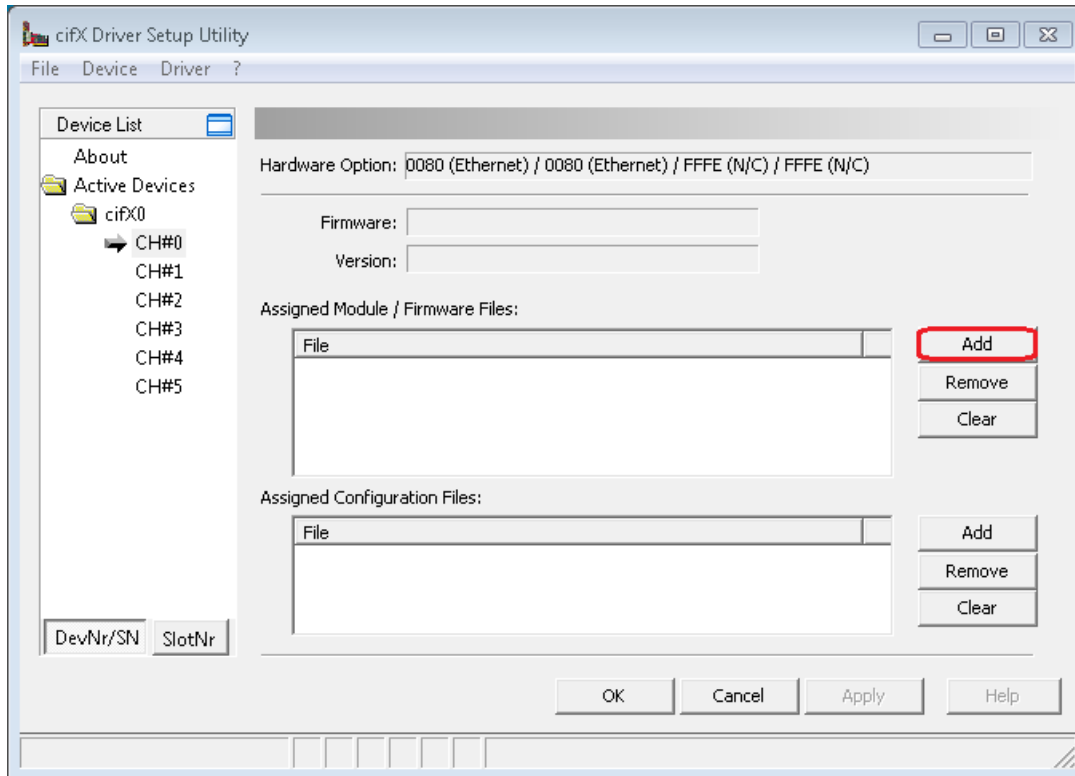 cifX Driver Setup Utility
File Device Driver ?
Device List
About
Active Devices
cifX0
CH#0
CH#1
CH#2
CH#3
CH#4
CH#5
DevNr/SN SlotNr
Hardware Option: 0080 (Ethernet) / 0080 (Ethernet) / FFFE (N/C) / FFFE (N/C)
Firmware:
Version:
Assigned Module / Firmware Files:
File
Add
Remove
Clear
Assigned Configuration Files:
File
Add
Remove
Clear
OK Cancel Apply Help